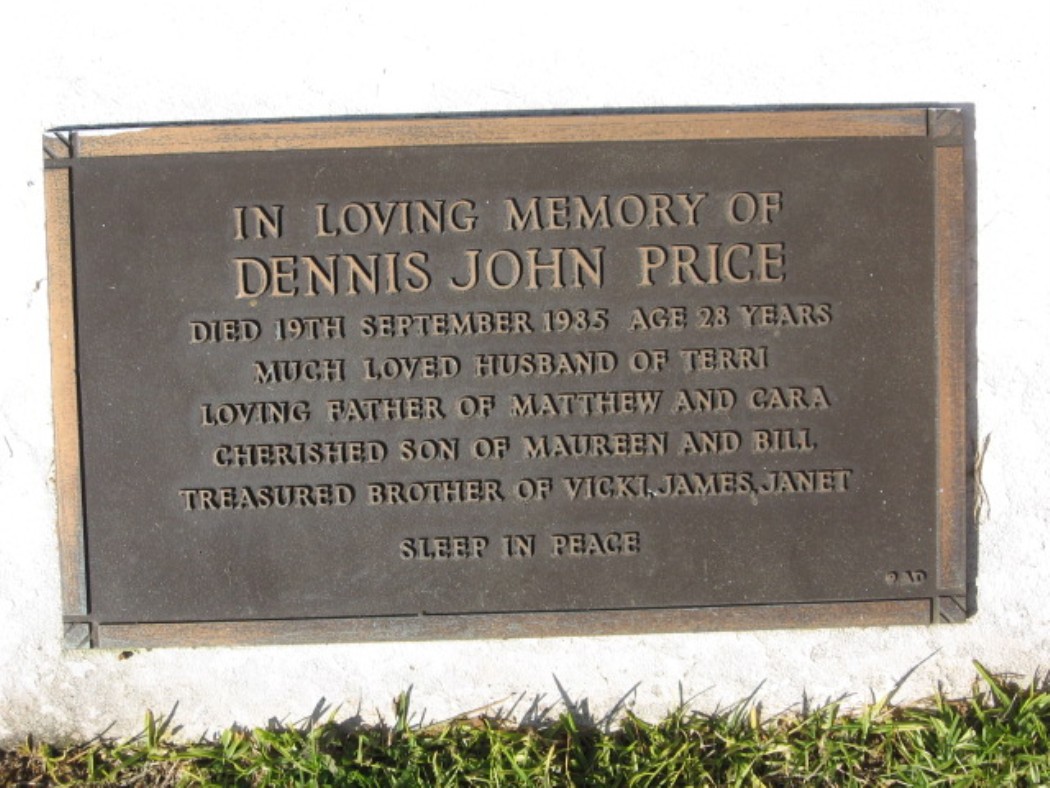 IN LOVING MEMORY OF
DENNIS JOHN PRICE
DIED 19TH SEPTEMBER 1985 AGE 28 YEARS
MUCH LOVED HUSBAND OF TERRI
LOVING FATHER OF MATTHEW AND CARA
CHERISHED SON OF MAUREEN AND BILL
TREASURED BROTHER OF VICKI, JAMES, JANET
SLEEP IN PEACE
9 AD